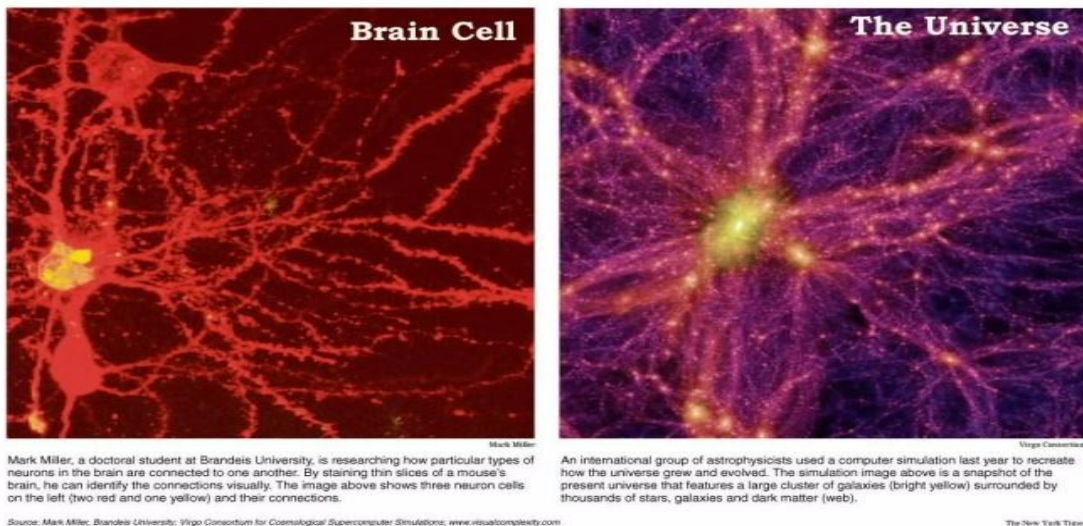 Brain Cell
The Universe
Mark Miller
Virgo Consortium
Mark Miller, a doctoral student at Brandeis University, is researching how particular types of
neurons in the brain are connected to one another. By staining thin slices of a mouse's
brain, he can identify the connections visually. The image above shows three neuron cells
on the left (two red and one yellow) and their connections.
An international group of astrophysicists used a computer simulation last year to recreate
how the universe grew and evolved. The simulation image above is a snapshot of the
present universe that features a large cluster of galaxies (bright yellow) surrounded by
thousands of stars, galaxies and dark matter (web).
Source: Mark Miller, Brandeis University; Virgo Consortium for Cosmological Supercomputer Simulations; www.visualcomplexity.com
The New York Times